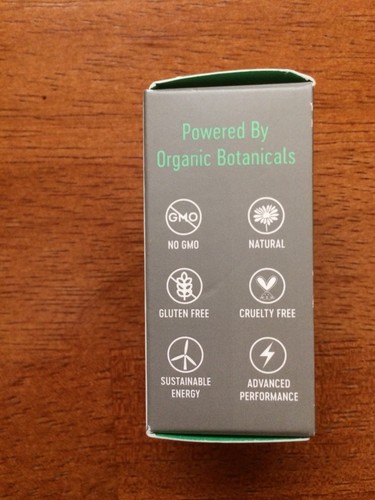 Powered By
Organic Botanicals
GMO
NO GMO
NATURAL
GLUTEN FREE
CRUELTY FREE
SUSTAINABLE
ENERGY
ADVANCED
PERFORMANCE